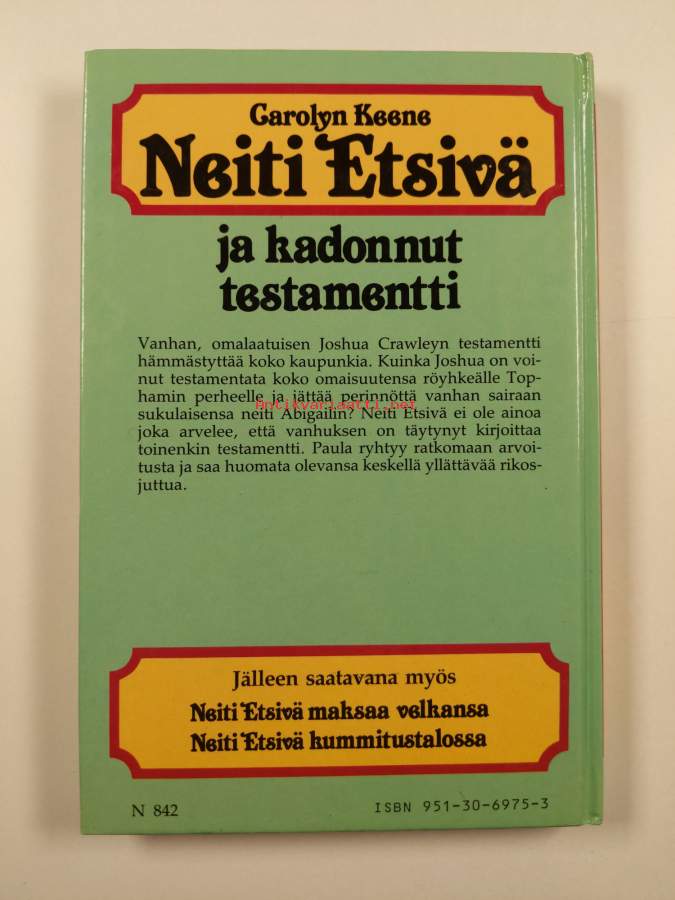 Carolyn Keene
Neiti Etsivä
ja kadonnut
testamentti
Vanhan, omalaatuisen Joshua Crawleyn testamentti
hämmästyttää koko kaupunkia. Kuinka Joshua on voi-
nut testamentata koko omaisuutensa röyhkeälle Top-
hamin perheelle ja jättää perinnöttä vanhan sairaan
antikvariaatti.net
sukulaisensa neiti Abigailin? Neiti Etsivä ei ole ainoa
joka arvelee, että vanhuksen on täytynyt kirjoittaa
toinenkin testamentti. Paula ryhtyy ratkomaan arvoi-
tusta ja saa huomata olevansa keskellä yllättävää rikos-
juttua.
Jälleen saatavana myös
Neiti Etsivä maksaa velkansa
Neiti Etsivä kummitustalossa
N 842
ISBN 951-30-6975-3